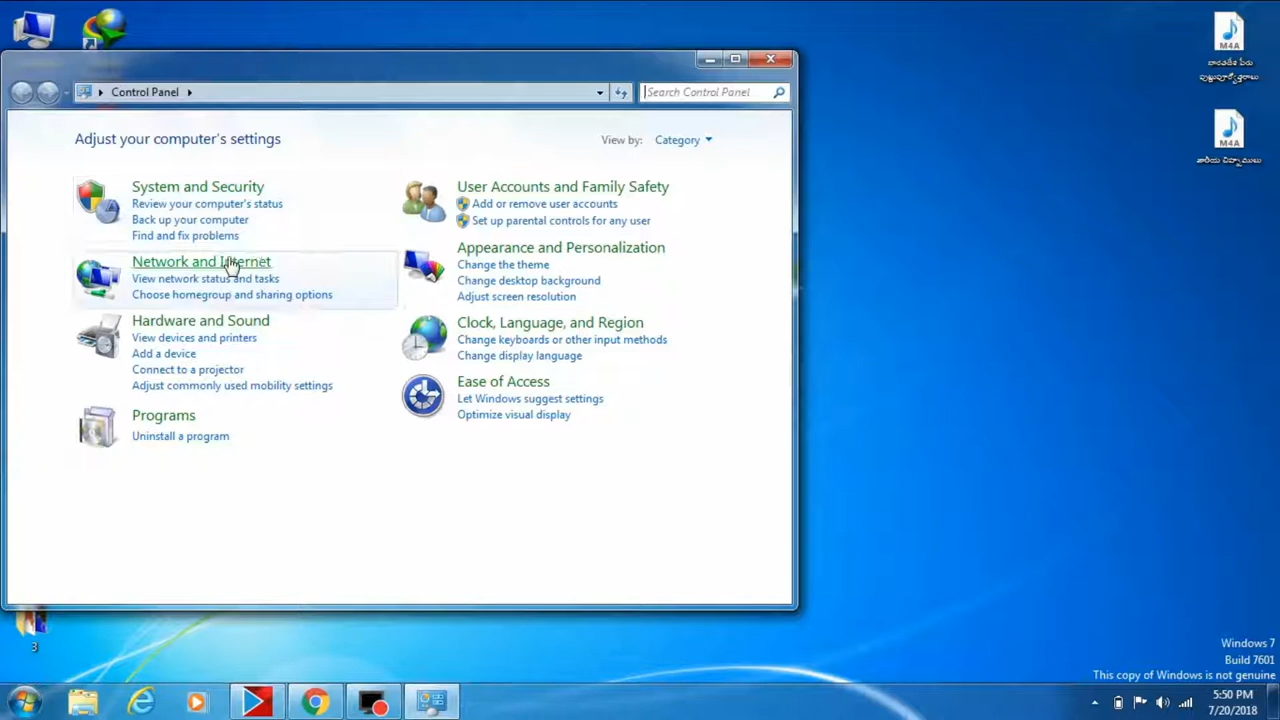 M4A
M4A
Control Panel
Search Control Panel
Adjust your computer's settings
View by: Category
System and Security
Review your computer's status
Back up your computer
Find and fix problems
Network and Internet
View network status and tasks
Choose homegroup and sharing options
Hardware and Sound
View devices and printers
Add a device
Connect to a projector
Adjust commonly used mobility settings
Programs
Uninstall a program
User Accounts and Family Safety
Add or remove user accounts
Set up parental controls for any user
Appearance and Personalization
Change the theme
Change desktop background
Adjust screen resolution
Clock, Language, and Region
Change keyboards or other input methods
Change display language
Ease of Access
Let Windows suggest settings
Optimize visual display
జాతీయ చిహ్నములు
3
Windows 7
Build 7601
This copy of Windows is not genuine
5:50 PM
7/20/2018